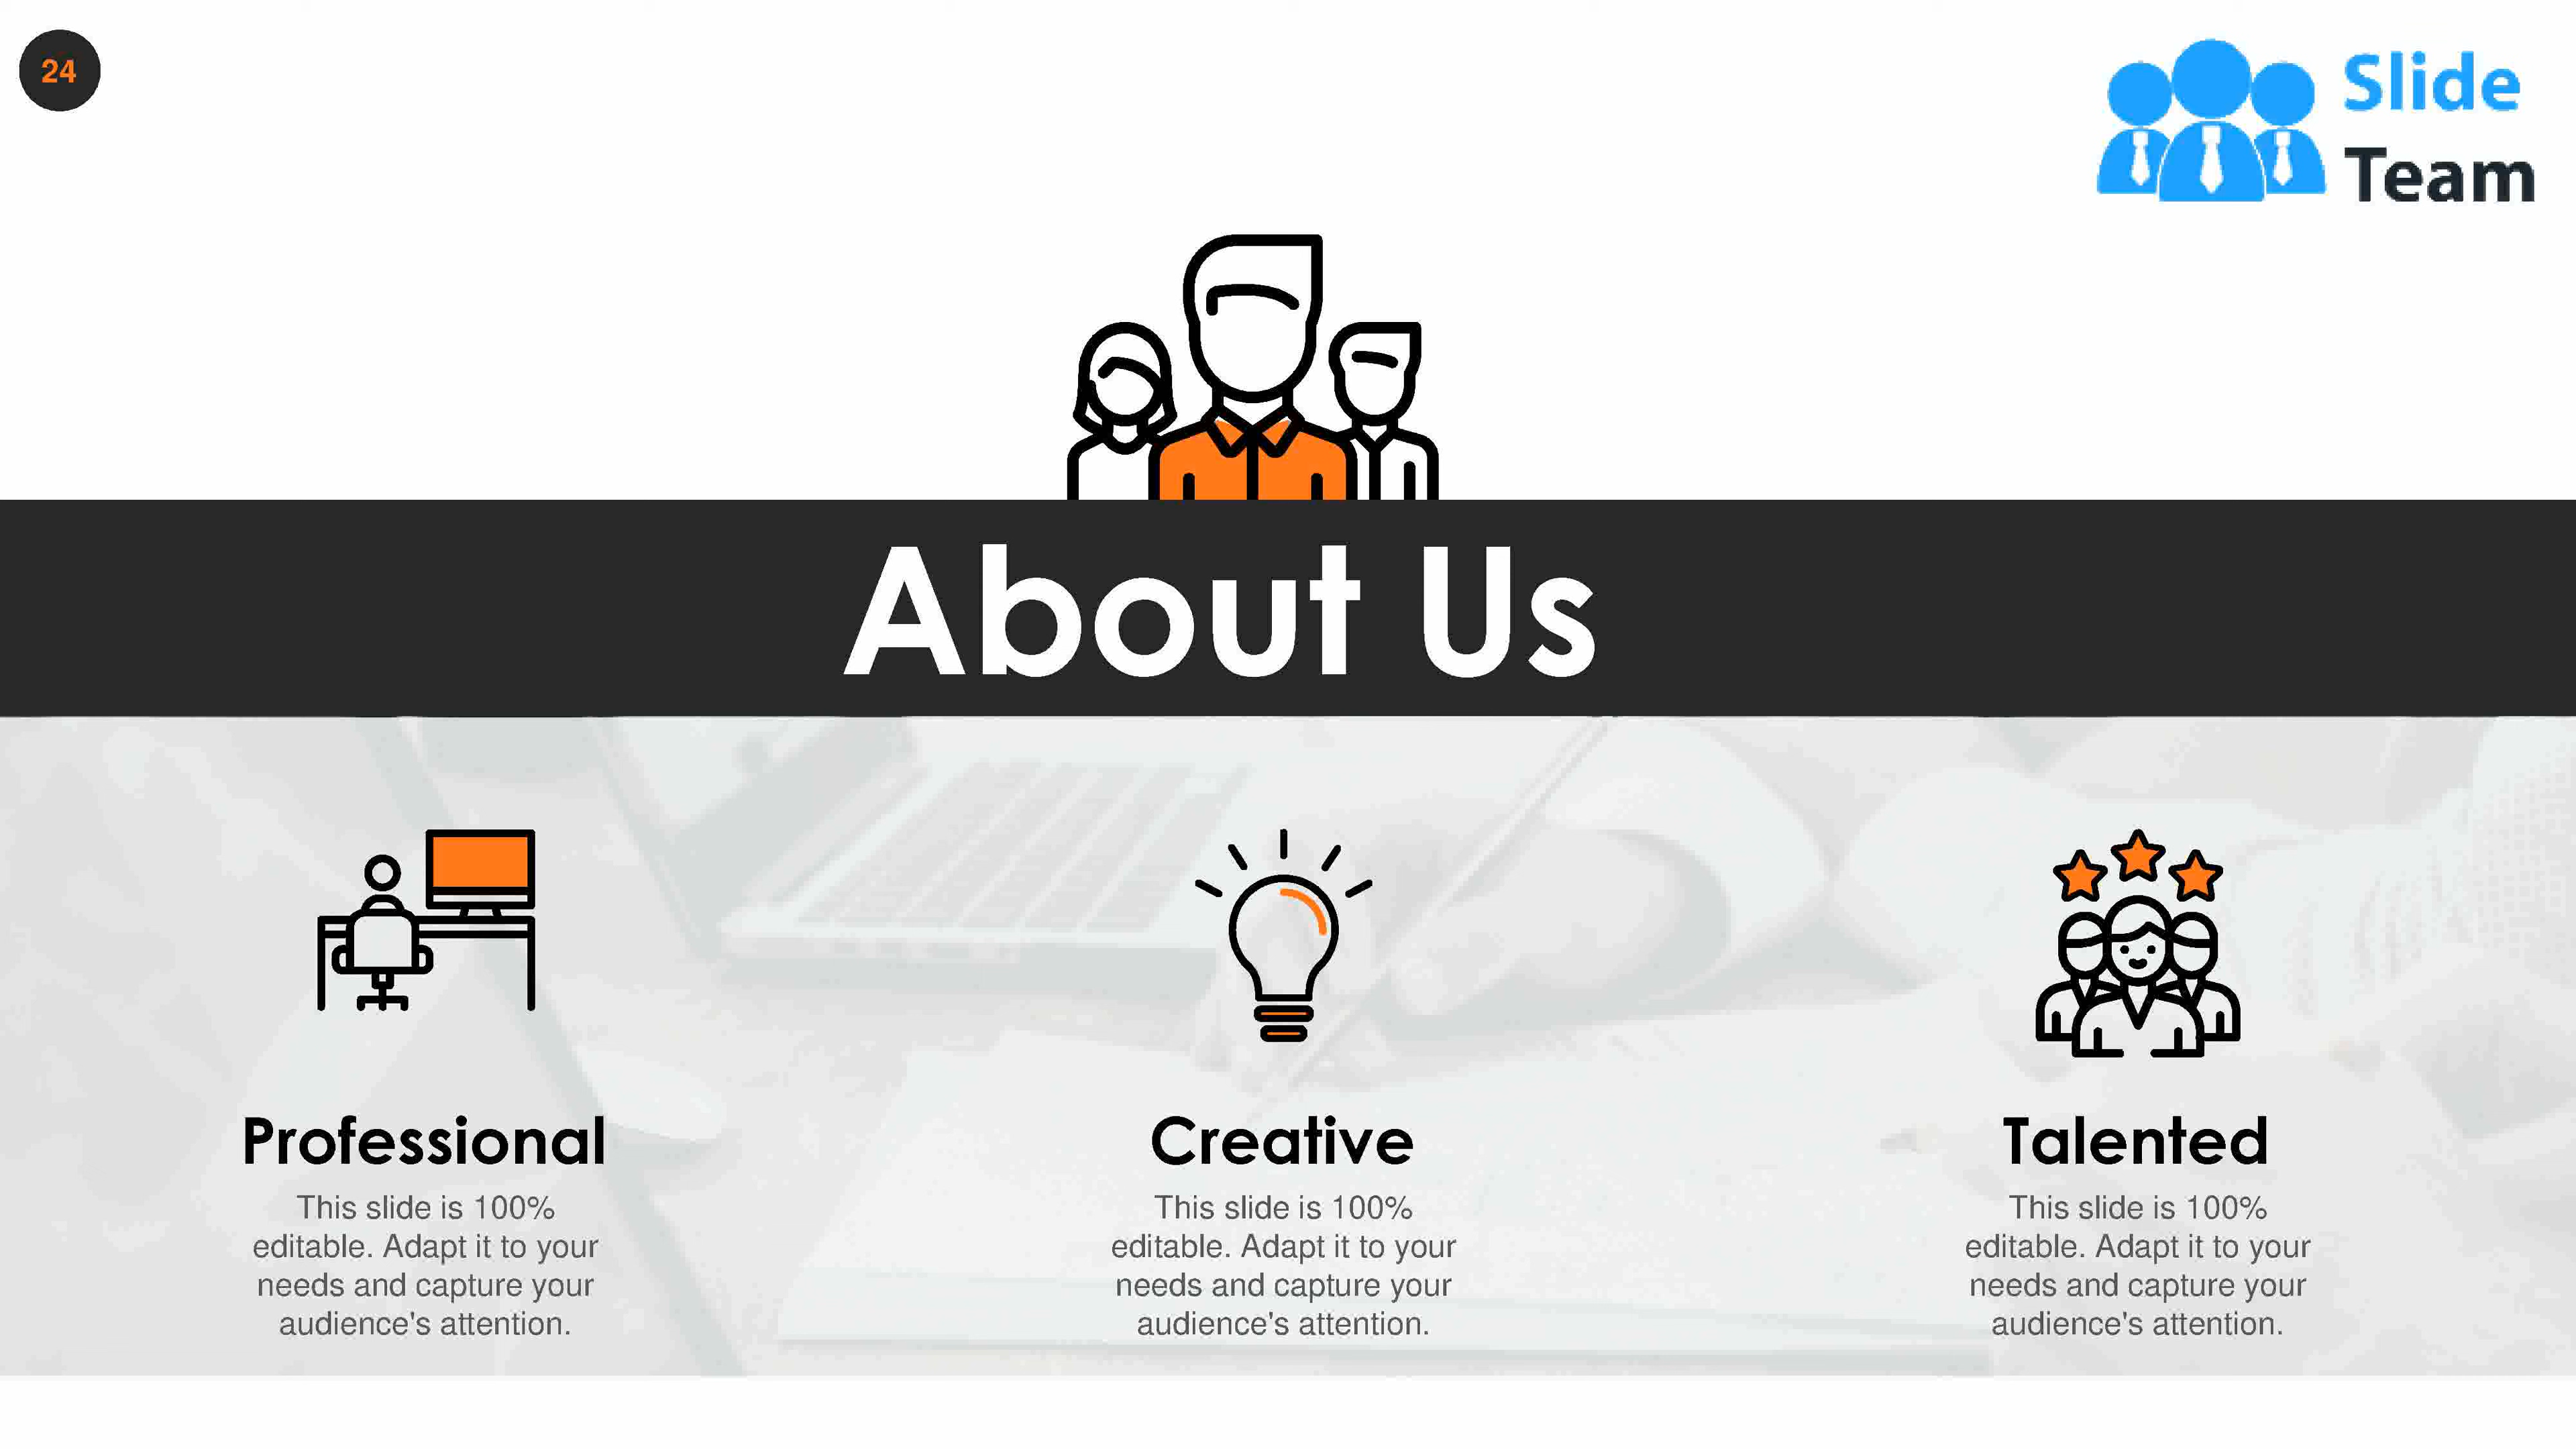 24
Slide
Team
About Us
Professional
This slide is 100%
editable. Adapt it to your
needs and capture your
audience's attention.
Creative
This slide is 100%
editable. Adapt it to your
needs and capture your
audience's attention.
Talented
This slide is 100%
editable. Adapt it to your
needs and capture your
audience's attention.